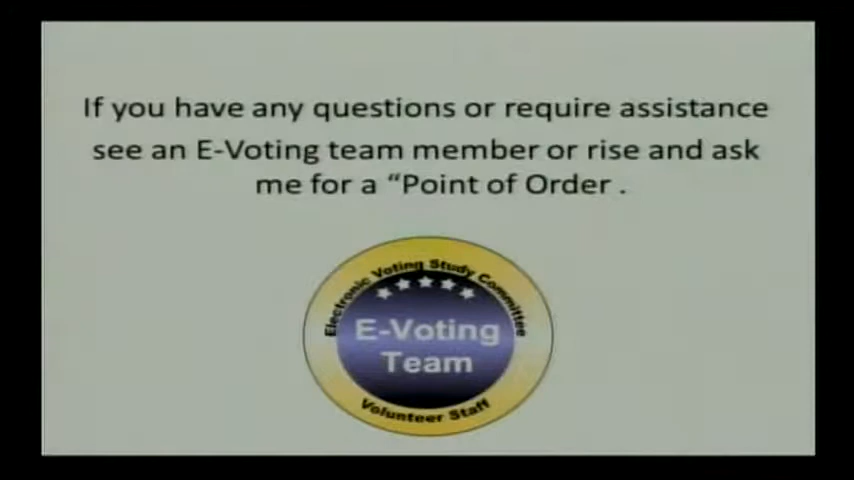 If you have any questions or require assistance
see an E-Voting team member or rise and ask
me for a “Point of Order .
Electronic Voting Study Committee
E-Voting
Team
Volunteer Staff